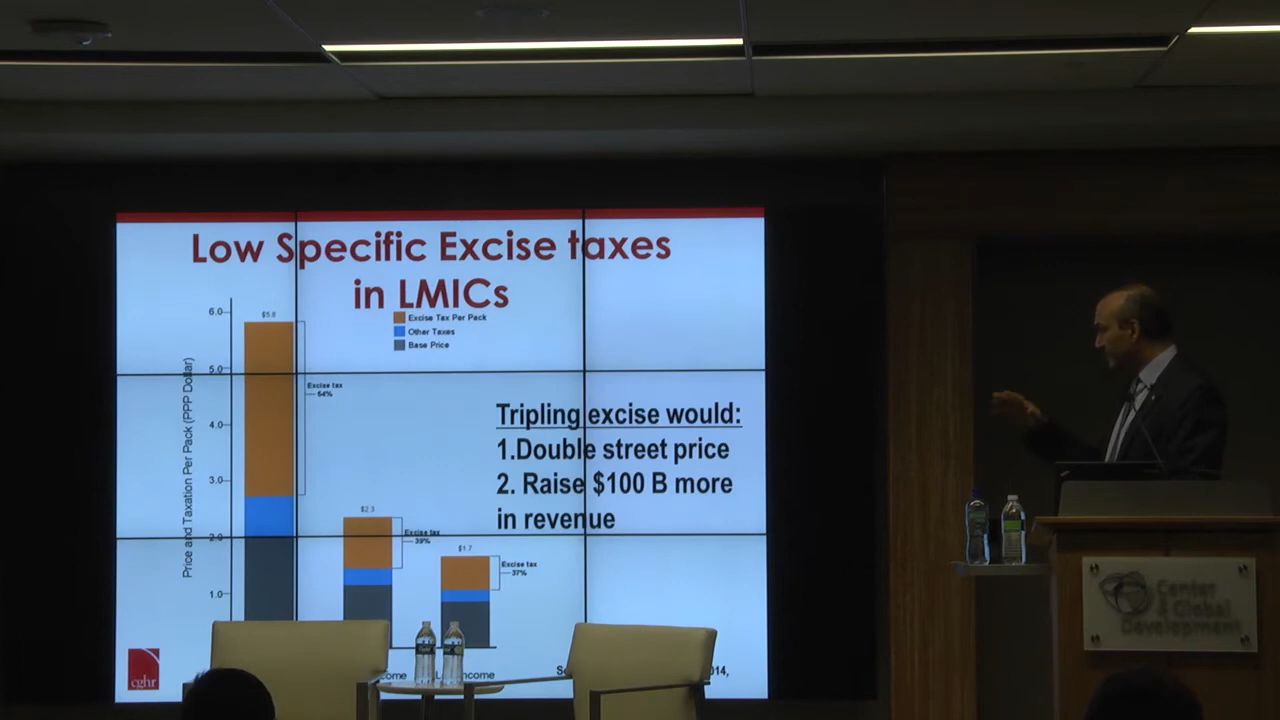 Low Specific Excise taxes
in LMICs
Excise Tax Per Pack
Other Taxes
Base Price
Price and Taxation Per Pack (PPP Dollar)
6.0
5.0
4.0
3.0
2.0
1.0
$5.8
Excise tax
64%
$2.3
Excise tax
39%
$1.7
Excise tax
37%
Tripling excise would:
1.Double street price
2. Raise $100 B more
in revenue
cghr
Center
Global
Development